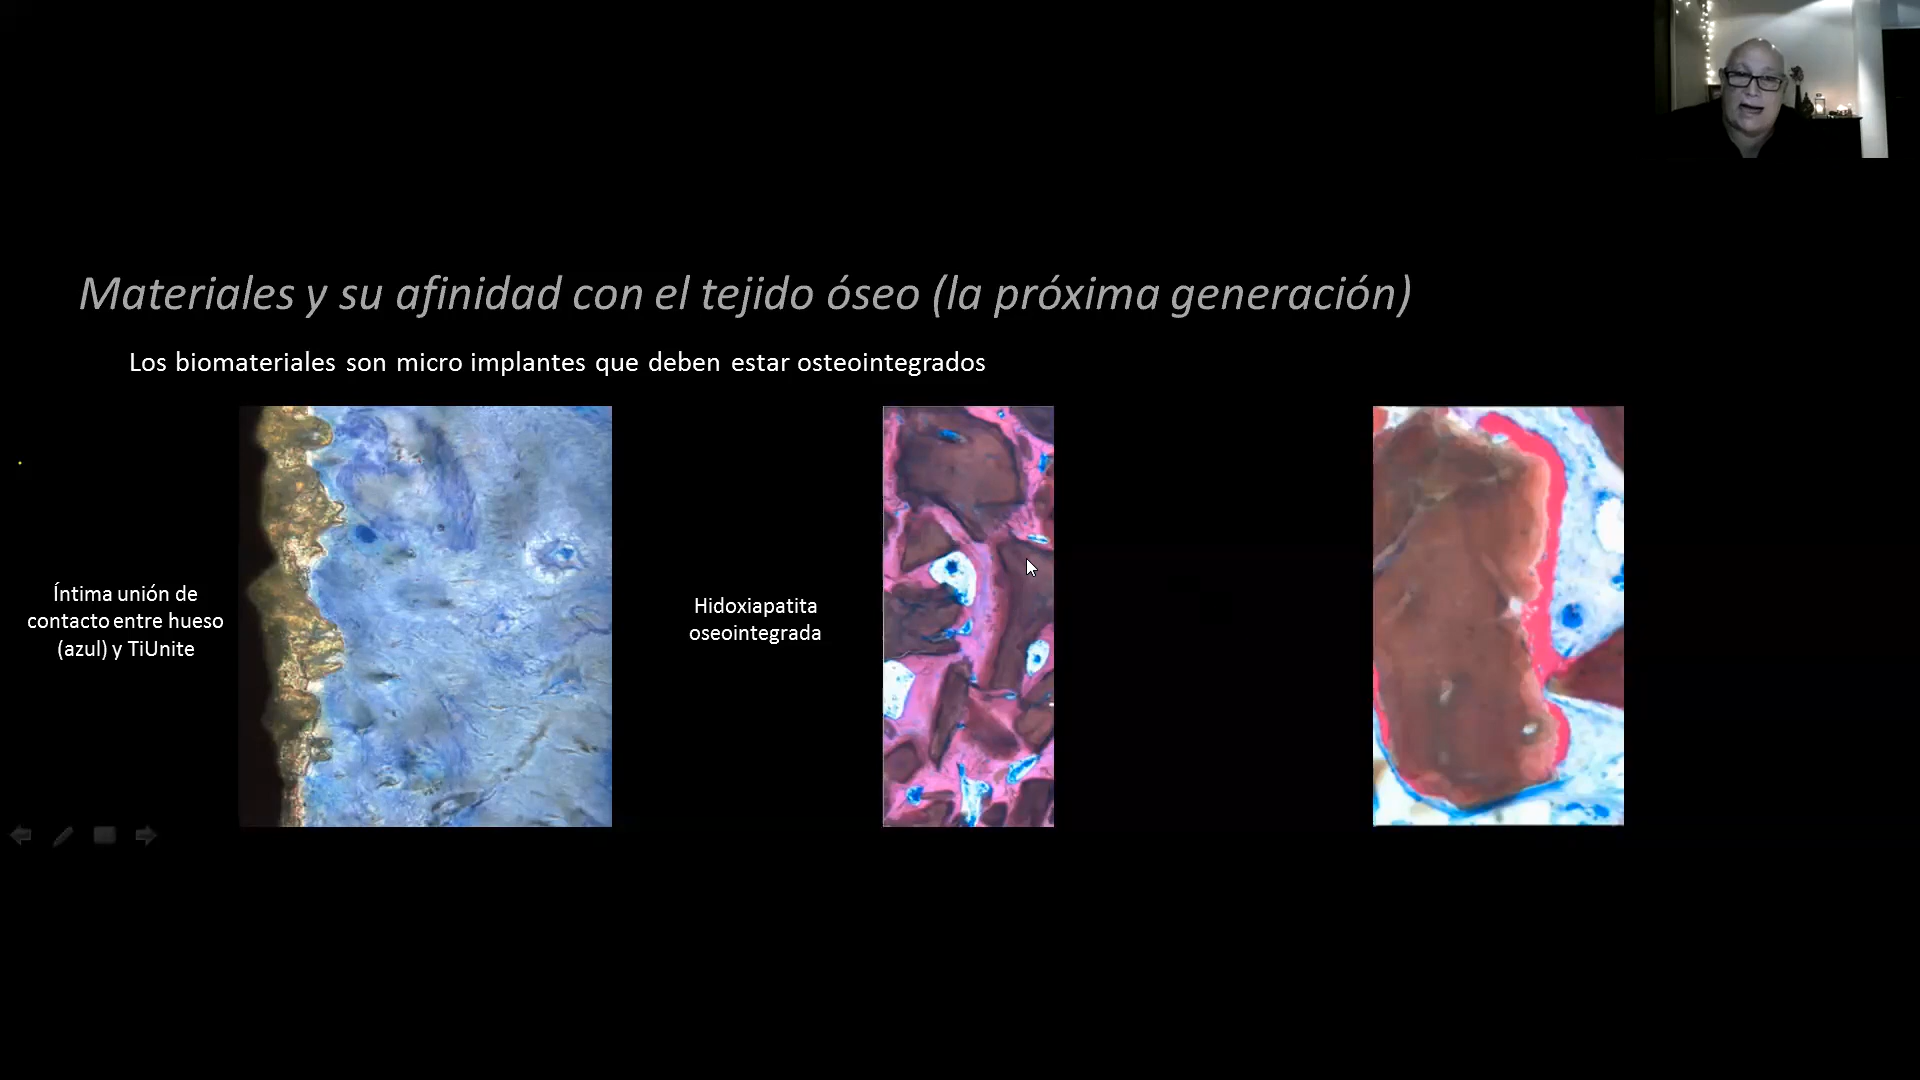 Materiales y su afinidad con el tejido óseo (la próxima generación)
Los biomateriales son micro implantes que deben estar osteointegrados
Íntima unión de
contacto entre hueso
(azul) y TiUnite
Hidoxiapatita
oseointegrada